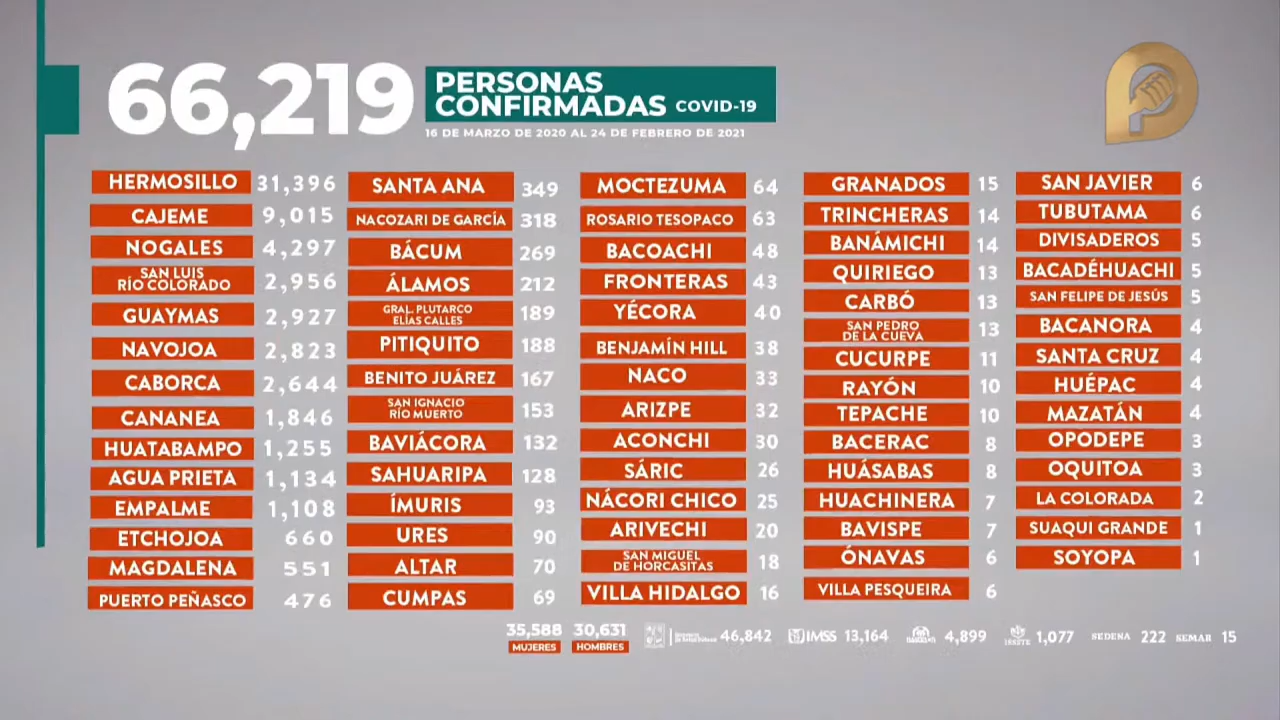 66,219
PERSONAS
CONFIRMADAS COVID-19
16 DE MARZO DE 2020 AL 24 DE FEBRERO DE 2021
HERMOSILLO 31,396
CAJEME 9,015
NOGALES 4,297
SAN LUIS
RÍO COLORADO 2,956
GUAYMAS 2,927
NAVOJOA 2,823
CABORCA 2,644
CANANEA 1,846
HUATABAMPO 1,255
AGUA PRIETA 1,134
EMPALME 1,108
ETCHOJOA 660
MAGDALENA 551
PUERTO PEÑASCO 476
SANTA ANA 349
NACOZARI DE GARCÍA 318
BÁCUM 269
ÁLAMOS 212
GRAL. PLUTARCO
ELÍAS CALLES 189
PITIQUITO 188
BENITO JUÁREZ 167
SAN IGNACIO
RÍO MUERTO 153
BAVIÁCORA 132
SAHUARIPA 128
ÍMURIS 93
URES 90
ALTAR 70
CUMPAS 69
MOCTEZUMA 64
ROSARIO TESOPACO 63
BACOACHI 48
FRONTERAS 43
YÉCORA 40
BENJAMÍN HILL 38
NACO 33
ARIZPE 32
ACONCHI 30
SÁRIC 26
NÁCORI CHICO 25
ARIVECHI 20
SAN MIGUEL
DE HORCASITAS 18
VILLA HIDALGO 16
GRANADOS 15
TRINCHERAS 14
BANÁMICHI 14
QUIRIEGO 13
CARBÓ 13
SAN PEDRO
DE LA CUEVA 13
CUCURPE 11
RAYÓN 10
TEPACHE 10
BACERAC 8
HUÁSABAS 8
HUACHINERA 7
BAVISPE 7
ÓNAVAS 6
VILLA PESQUEIRA 6
SAN JAVIER 6
TUBUTAMA 6
DIVISADEROS 5
BACADÉHUACHI 5
SAN FELIPE DE JESÚS 5
BACANORA 4
SANTA CRUZ 4
HUÉPAC 4
MAZATÁN 4
OPODEPE 3
OQUITOA 3
LA COLORADA 2
SUAQUI GRANDE 1
SOYOPA 1
35,588 30,631
MUJERES HOMBRES
46,842 IMSS 13,164 4,899 1,077 SEDENA 222 SEMAR 15